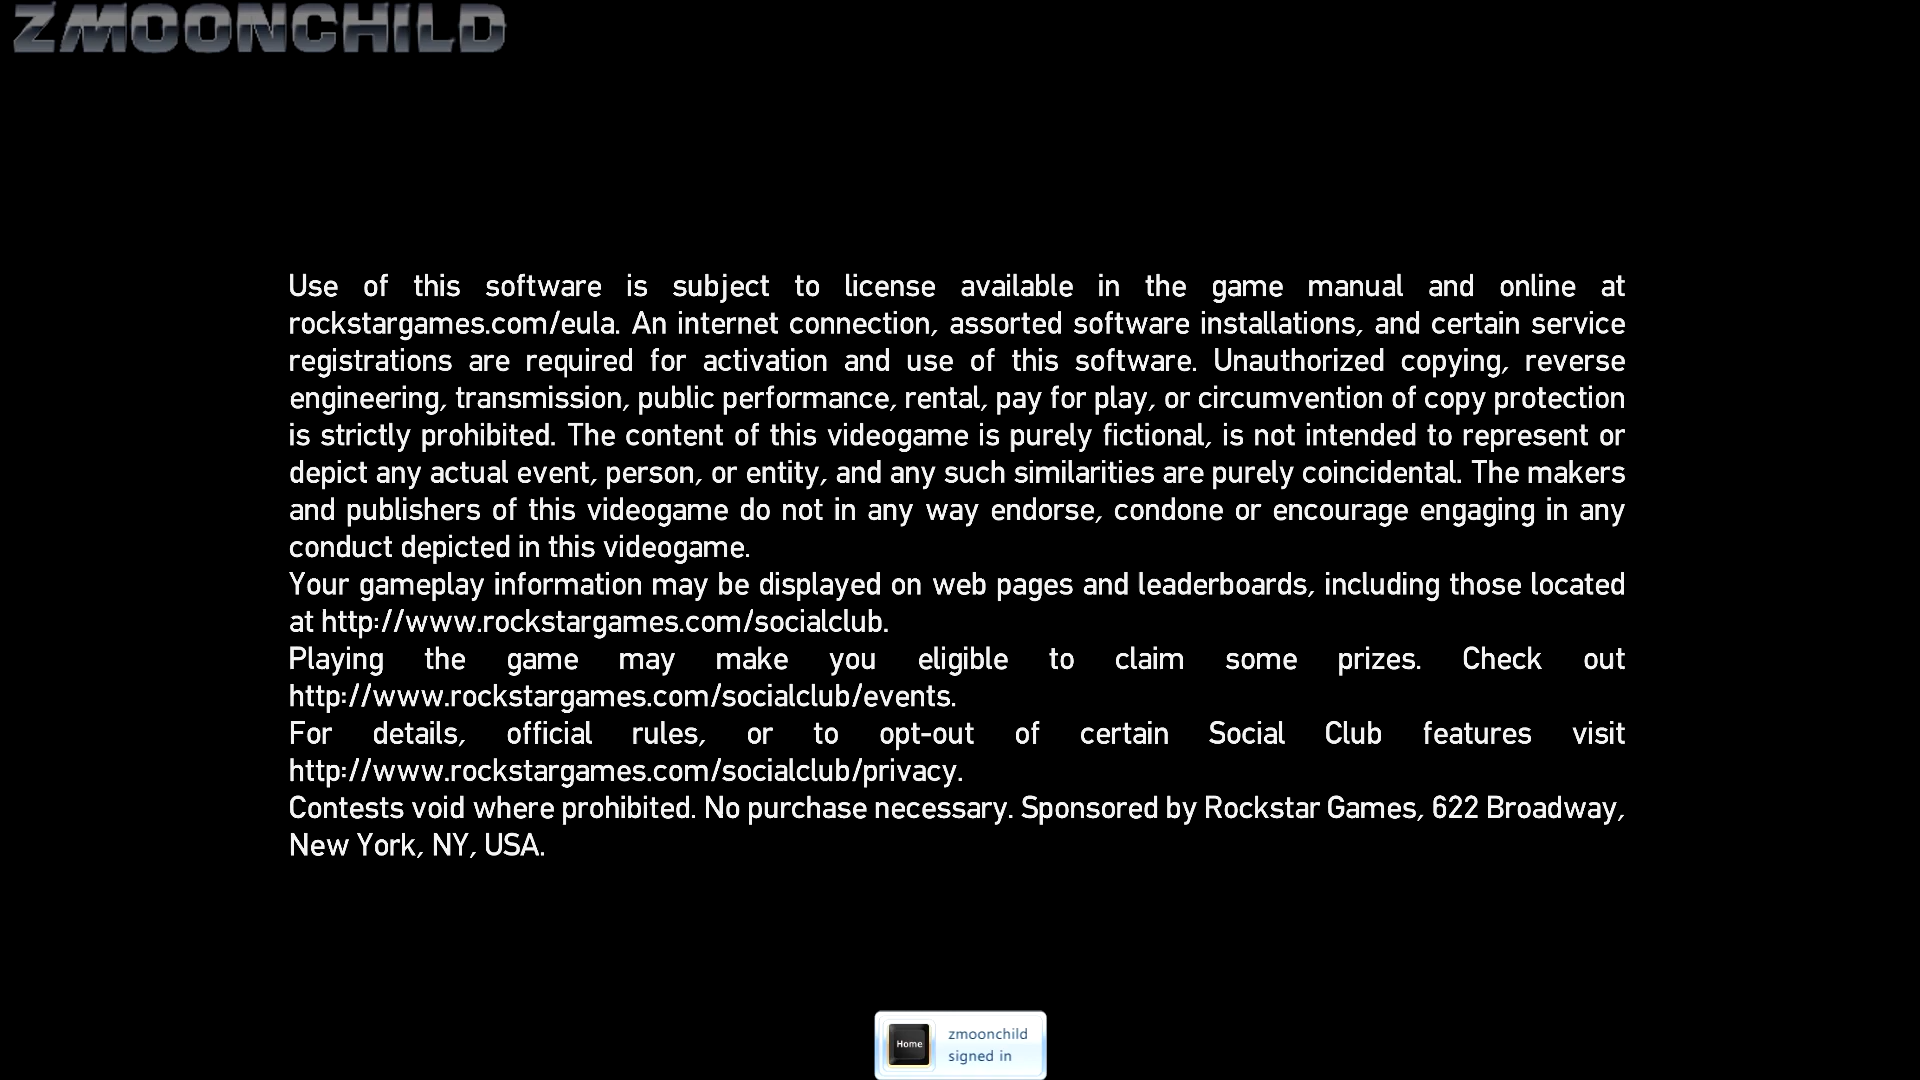 ZMOONCHILD
Use of this software is subject to license available in the game manual and online at
rockstargames.com/eula. An internet connection, assorted software installations, and certain service
registrations are required for activation and use of this software. Unauthorized copying, reverse
engineering, transmission, public performance, rental, pay for play, or circumvention of copy protection
is strictly prohibited. The content of this videogame is purely fictional, is not intended to represent or
depict any actual event, person, or entity, and any such similarities are purely coincidental. The makers
and publishers of this videogame do not in any way endorse, condone or encourage engaging in any
conduct depicted in this videogame.
Your gameplay information may be displayed on web pages and leaderboards, including those located
at http://www.rockstargames.com/socialclub.
Playing the game may make you eligible to claim some prizes. Check out
http://www.rockstargames.com/socialclub/events.
For details, official rules, or to opt-out of certain Social Club features visit
http://www.rockstargames.com/socialclub/privacy.
Contests void where prohibited. No purchase necessary. Sponsored by Rockstar Games, 622 Broadway,
New York, NY, USA.
Home
zmoonchild
signed in